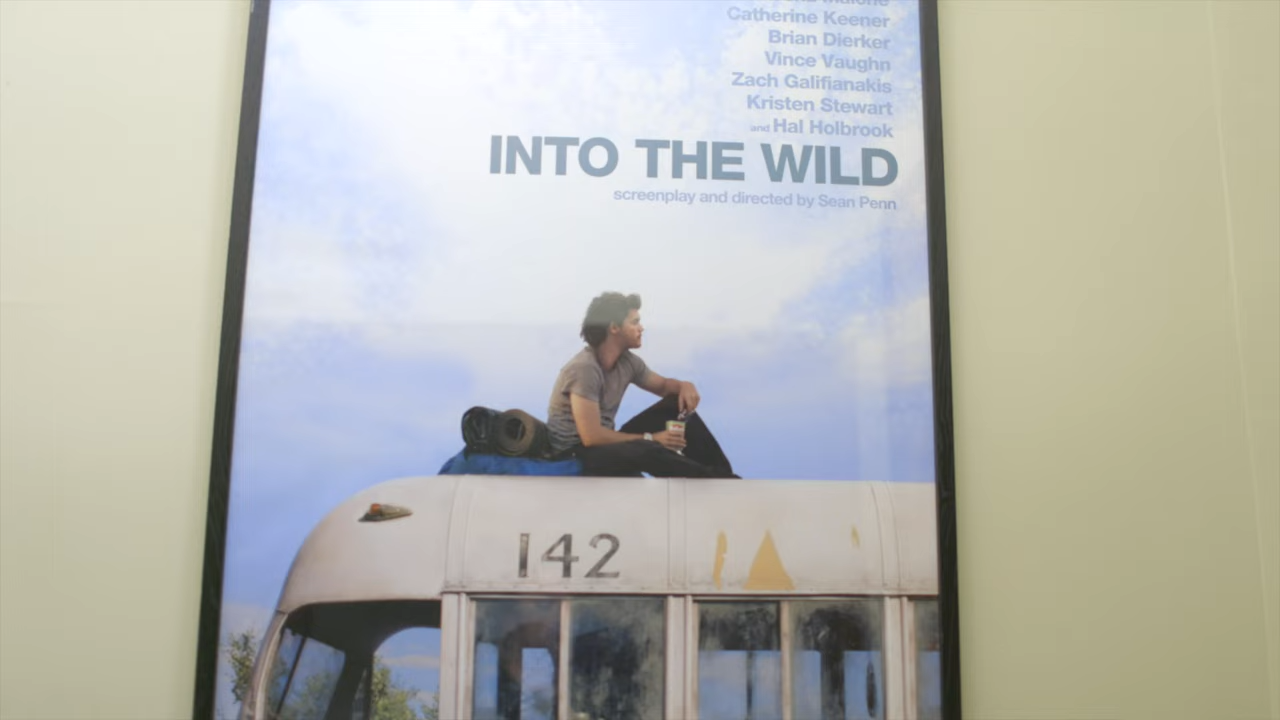 Catherine Keener
Brian Dierker
Vince Vaughn
Zach Galifianakis
Kristen Stewart
and Hal Holbrook
INTO THE WILD
screenplay and directed by Sean Penn
142